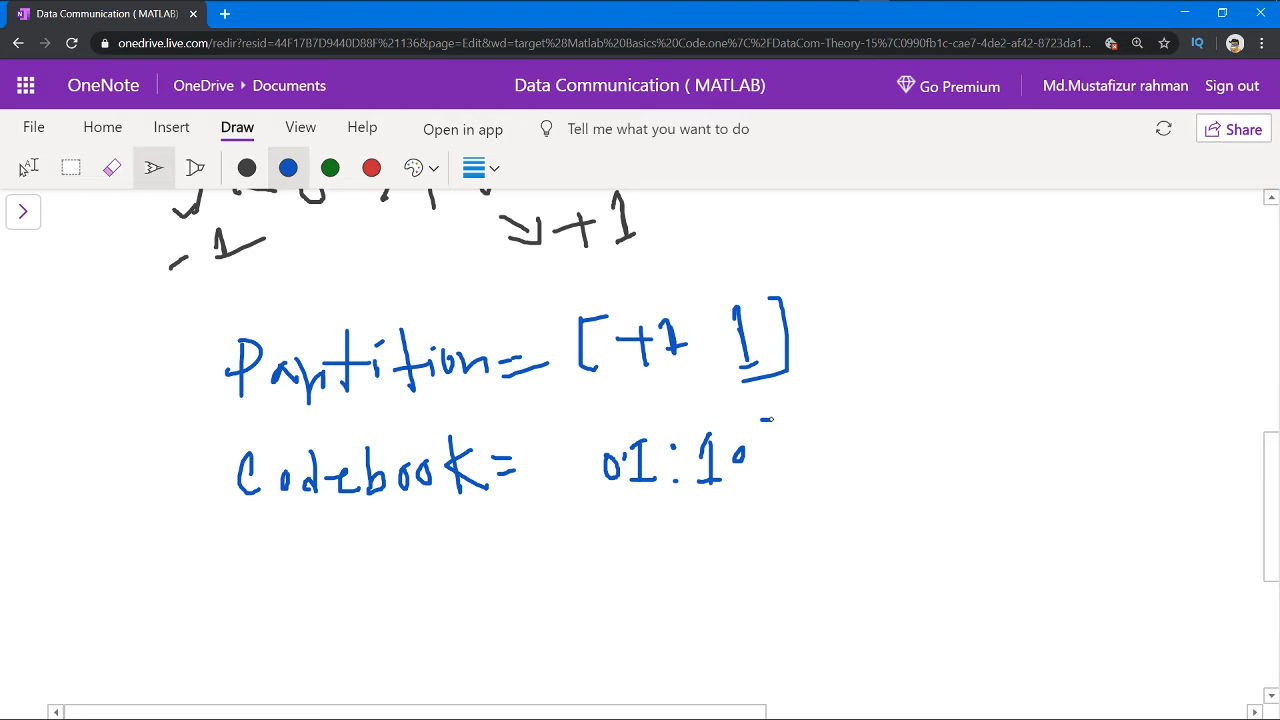 Data Communication (MATLAB)
onedrive.live.com/redir?resid=44F17B7D9440D88F%21136&page=Edit&wd=target%28Matlab%20Basics%20Code.one%7C%2FDataCom-Theory-15%7C0990fb1c-cae7-4de2-af42-8723da1...
OneNote OneDrive Documents Data Communication ( MATLAB) Go Premium Md.Mustafizur rahman Sign out
File Home Insert Draw View Help Open in app Tell me what you want to do Share
- 1 + 1
Partition = [+1 1]
Codebook = 01:10